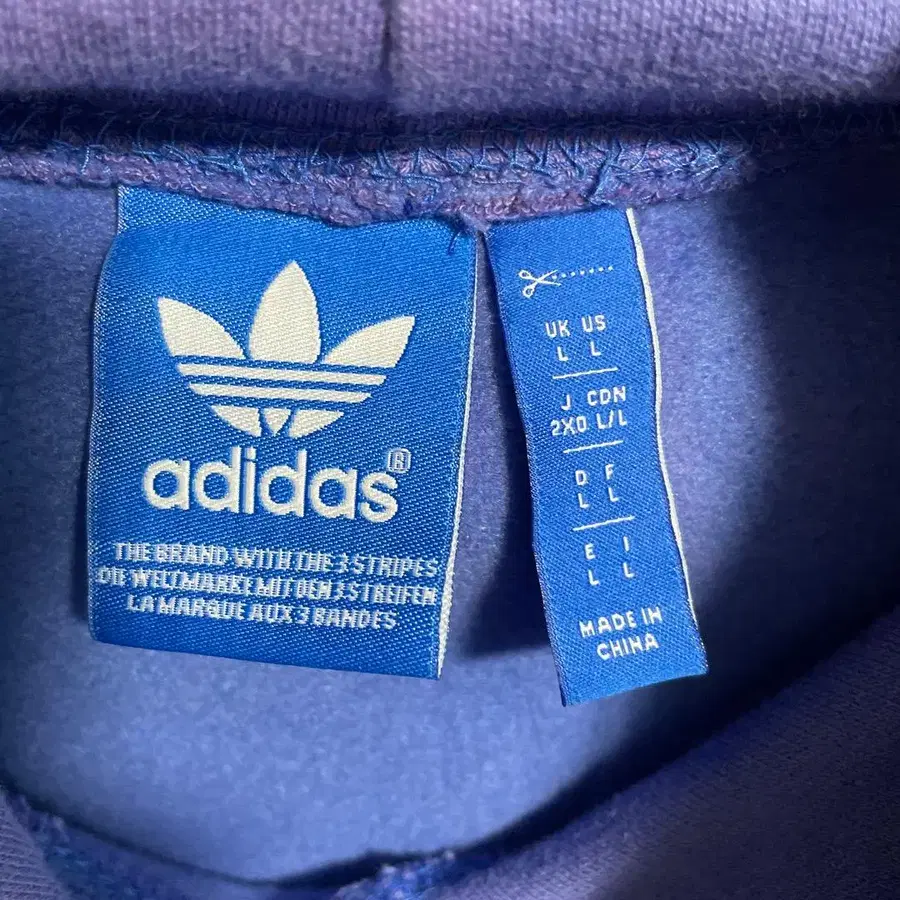 adidas®
THE BRAND WITH THE 3 STRIPES
DIE WELTMARKE MIT DEN 3 STREIFEN
LA MARQUE AUX 3 BANDES
UK US
L L
J CDN
2XO L/L
D F
L L
E I
L L
MADE IN
CHINA